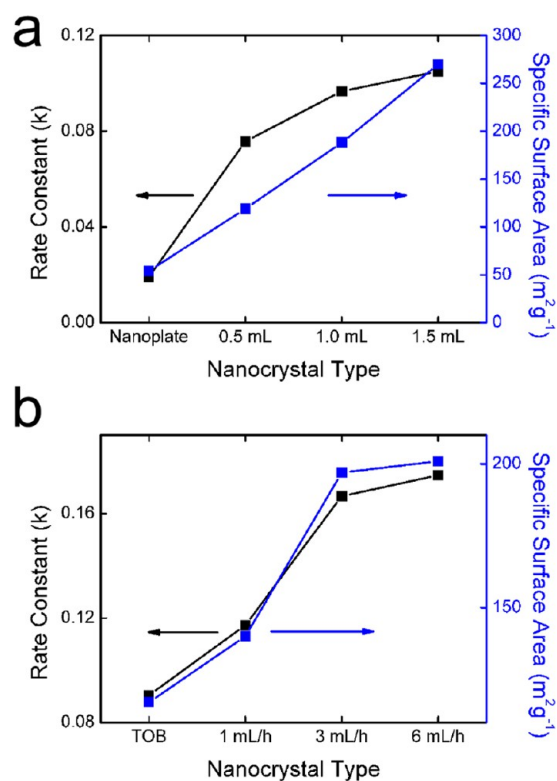 a
0.12
0.08
0.04
0.00
Rate Constant (k)
300
250
200
150
100
50
0
Specific Surface Area (m²g⁻¹)
Nanoplate 0.5 mL 1.0 mL 1.5 mL
Nanocrystal Type
b
0.16
0.12
0.08
Rate Constant (k)
200
150
Specific Surface Area (m²g⁻¹)
TOB 1 mL/h 3 mL/h 6 mL/h
Nanocrystal Type